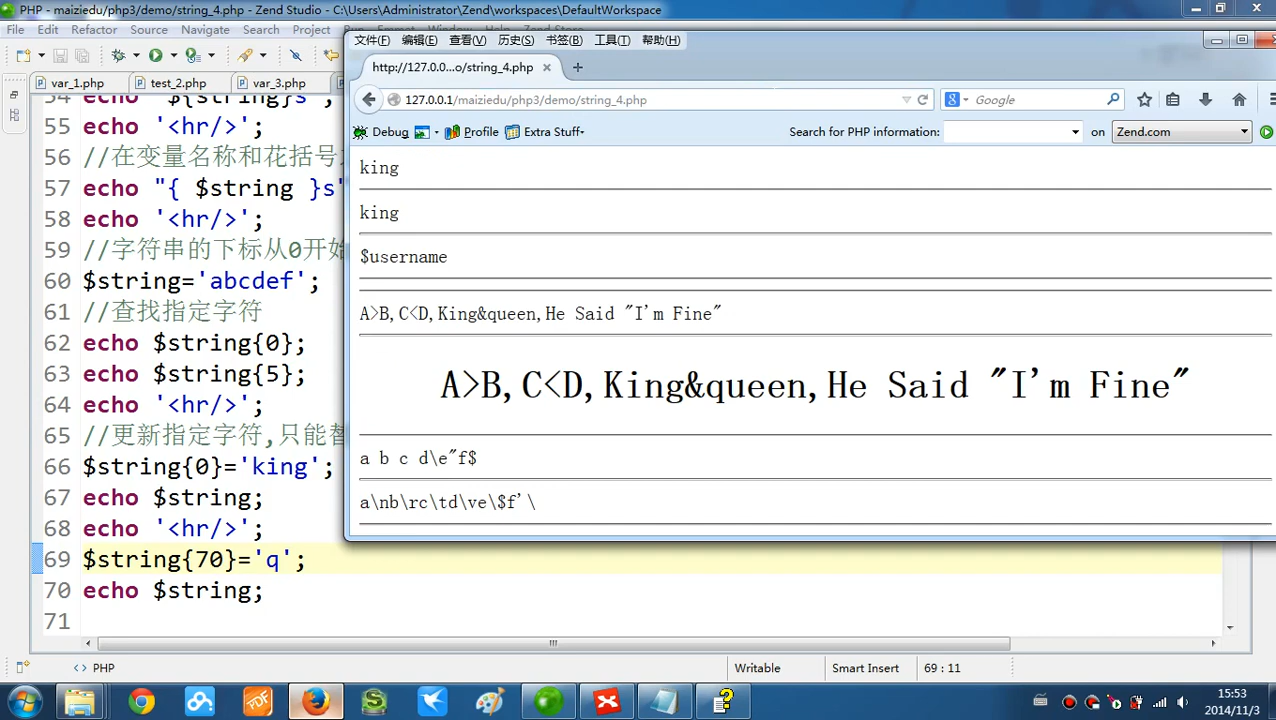 PHP - maiziedu/php3/demo/string_4.php - Zend Studio - C:\Users\Administrator\Zend\workspaces\DefaultWorkspace
File Edit Refactor Source Navigate Search Project
var_1.php test_2.php var_3.php
文件(F) 编辑(E) 查看(V) 历史(S) 书签(B) 工具(T) 帮助(H)
http://127.0.0...o/string_4.php
127.0.0.1/maiziedu/php3/demo/string_4.php Google
Debug Profile Extra Stuff Search for PHP information: on Zend.com
king
king
$username
A>B,C<D,King&queen,He Said "I'm Fine"
A>B,C<D,King&queen,He Said "I'm Fine"
a b c d\e"f$
a\nb\rc\td\ve\$f'\
54 echo "${string}s";
55 echo '<hr/>';
56 //在变量名称和花括号
57 echo "{ $string }s"
58 echo '<hr/>';
59 //字符串的下标从0开始
60 $string='abcdef';
61 //查找指定字符
62 echo $string{0};
63 echo $string{5};
64 echo '<hr/>';
65 //更新指定字符,只能替
66 $string{0}='king';
67 echo $string;
68 echo '<hr/>';
69 $string{70}='q';
70 echo $string;
71
PHP Writable Smart Insert 69 : 11
PDF
15:53
2014/11/3